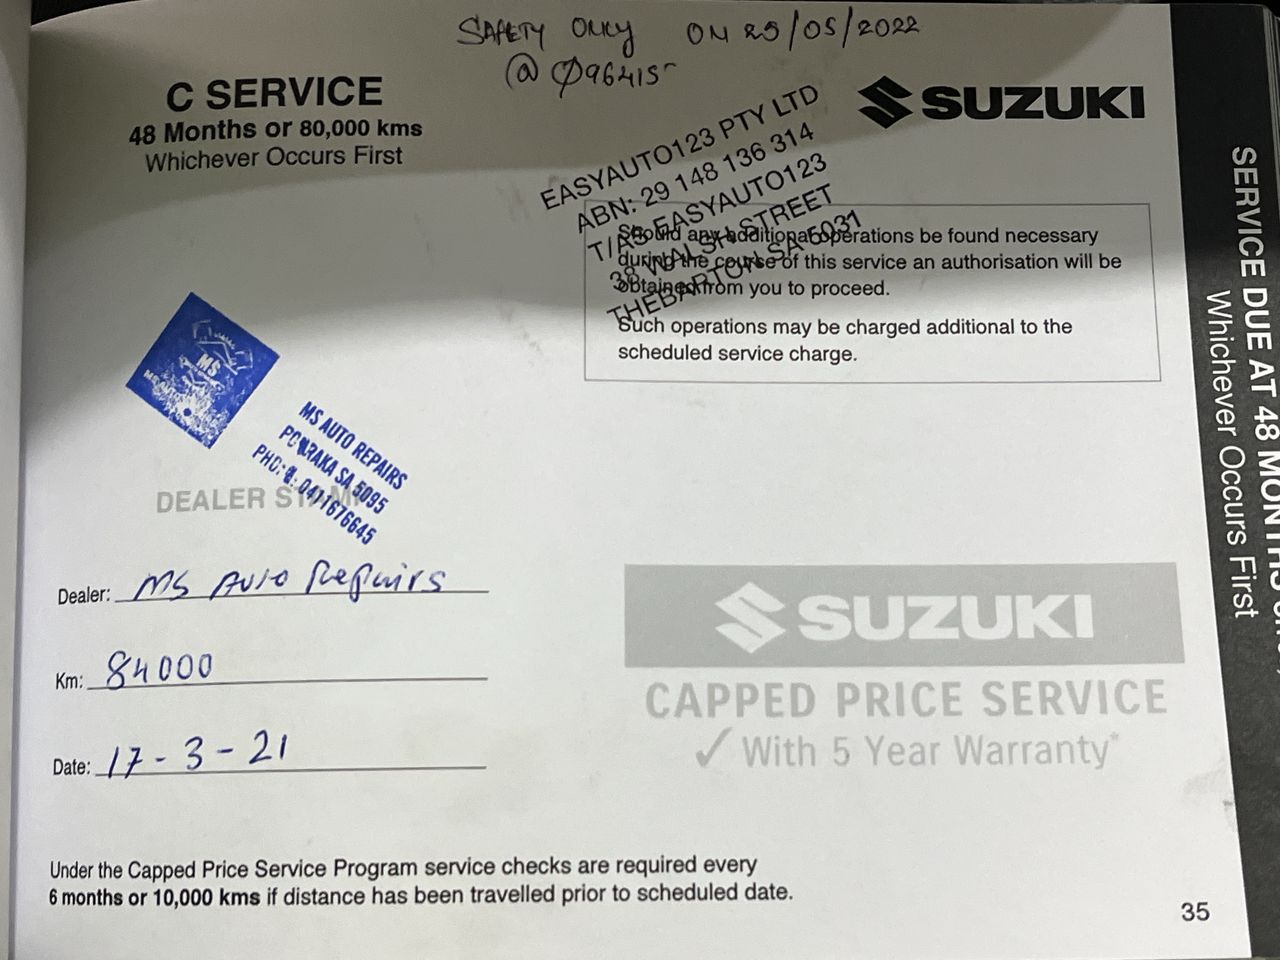 SAFETY ONLY ON 25/05/2022
@ 096415
C SERVICE
48 Months or 80,000 kms
Whichever Occurs First
SUZUKI
EASYAUTO123 PTY LTD
ABN: 29 148 136 314
T/AS EASYAUTO123
38 WALSH STREET
THEBARTON SA 5031
Should any additional operations be found necessary
during the course of this service an authorisation will be
obtained from you to proceed.
Such operations may be charged additional to the
scheduled service charge.
MS
MS AUTO
MS AUTO REPAIRS
RAKA SA 5095
0411676645
DEALER STAMP
Dealer: MS Auto Repairs
Km: 84000
Date: 17-3-21
SUZUKI
CAPPED PRICE SERVICE
✓ With 5 Year Warranty*
Under the Capped Price Service Program service checks are required every
6 months or 10,000 kms if distance has been travelled prior to scheduled date.
35
SERVICE DUE AT 48 MONTHS OR
Whichever Occurs First